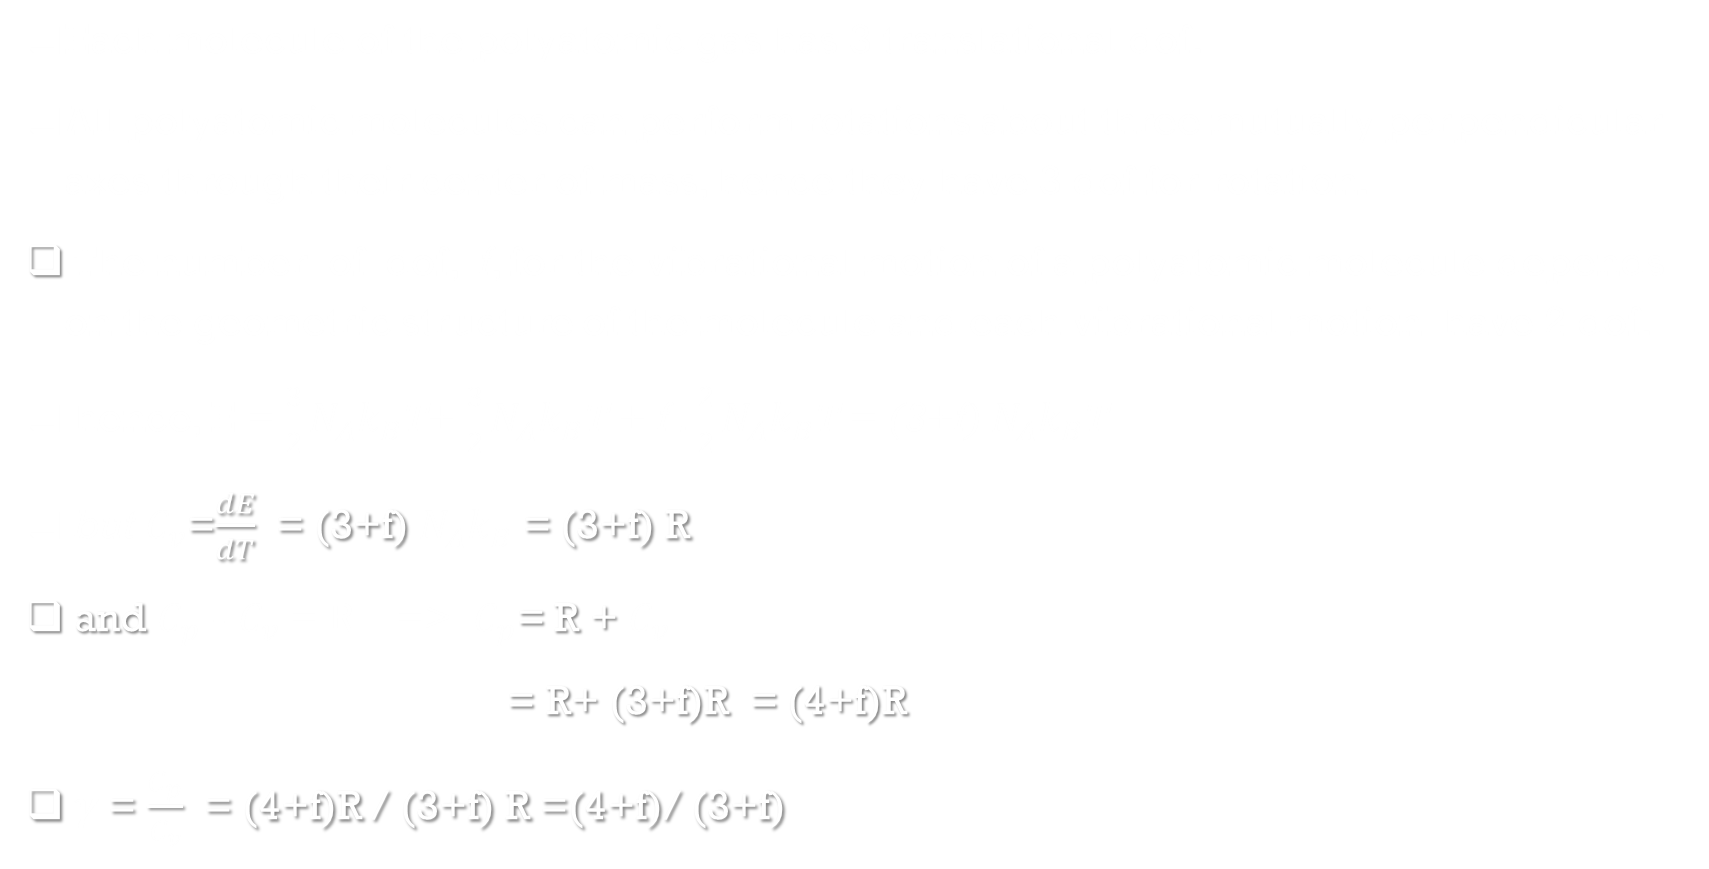 ❑
= dE/dT = (3+f) = (3+f) R
❑ and = R +
= R+ (3+f)R = (4+f)R
❑ = — = (4+f)R / (3+f) R =(4+f)/ (3+f)